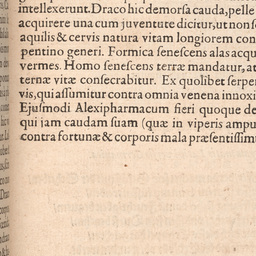 intellexerunt. Draco hic demorsa cauda, pelle
acquirere una cum juventute dicitur, ut non s
aquilis & cervis natura vitam longiorem con
pentino generi. Formica senescens alas acqu
vermes. Homo senescens terræ mandatur, at
ternæ vitæ consecrabitur. Ex quolibet serpe
vis, qui assumitur contra omnia venena innoxi
Ejusmodi Alexipharmacum fieri quoque de
qui jam caudam suam (quæ in viperis ampu
contra fortunæ & corporis mala præsentissim